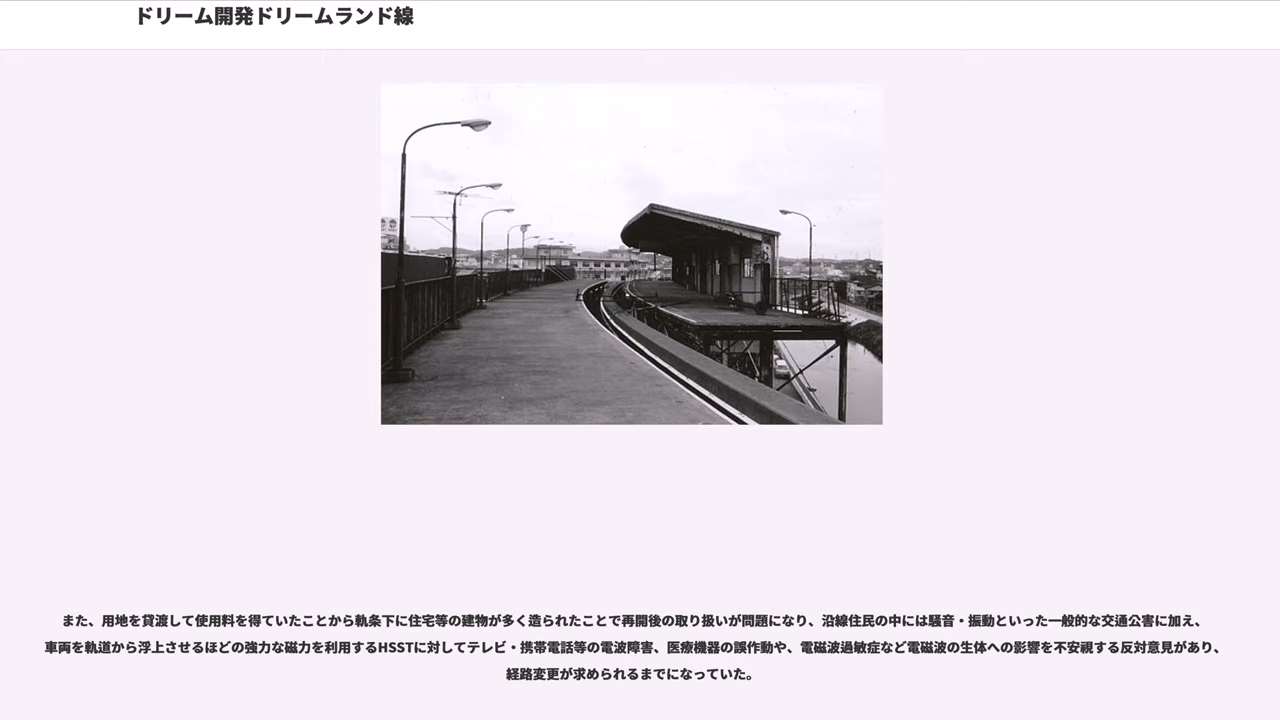 ドリーム開発ドリームランド線
また、用地を貸渡して使用料を得ていたことから軌条下に住宅等の建物が多く造られたことで再開後の取り扱いが問題になり、沿線住民の中には騒音・振動といった一般的な交通公害に加え、
車両を軌道から浮上させるほどの強力な磁力を利用するHSSTに対してテレビ・携帯電話等の電波障害、医療機器の誤作動や、電磁波過敏症など電磁波の生体への影響を不安視する反対意見があり、
経路変更が求められるまでになっていた。